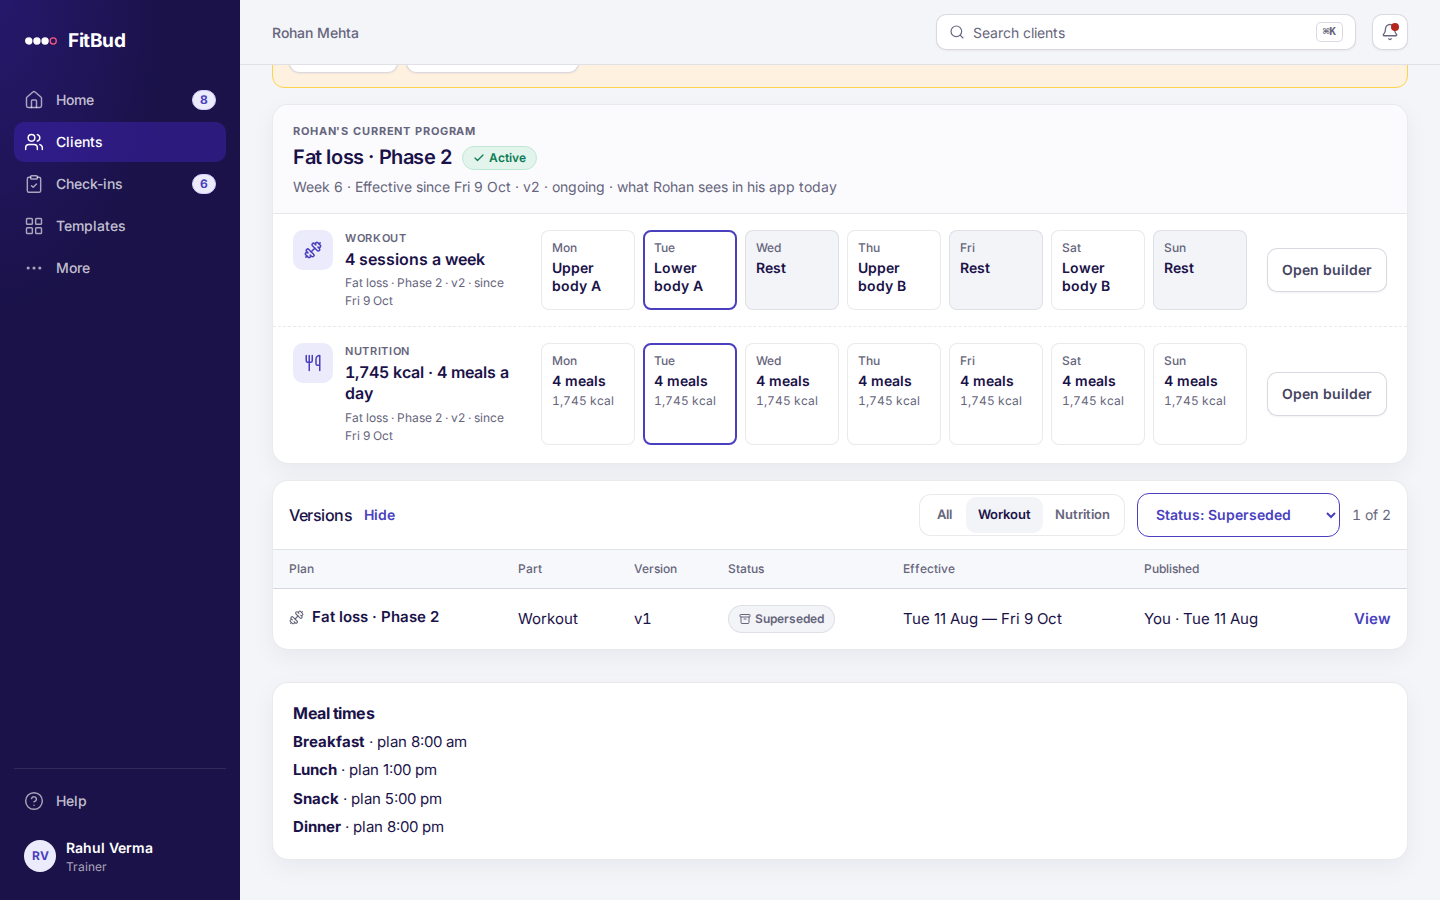 FitBud
Home
8
Clients
Check-ins
6
Templates
More
Help
RV
Rahul Verma
Trainer
Rohan Mehta
Search clients
⌘K
ROHAN'S CURRENT PROGRAM
Fat loss · Phase 2
Active
Week 6 · Effective since Fri 9 Oct · v2 · ongoing · what Rohan sees in his app today
WORKOUT
4 sessions a week
Fat loss · Phase 2 · v2 · since
Fri 9 Oct
Mon
Upper
body A
Tue
Lower
body A
Wed
Rest
Thu
Upper
body B
Fri
Rest
Sat
Lower
body B
Sun
Rest
Open builder
NUTRITION
1,745 kcal · 4 meals a
day
Fat loss · Phase 2 · v2 · since
Fri 9 Oct
Mon
4 meals
1,745 kcal
Tue
4 meals
1,745 kcal
Wed
4 meals
1,745 kcal
Thu
4 meals
1,745 kcal
Fri
4 meals
1,745 kcal
Sat
4 meals
1,745 kcal
Sun
4 meals
1,745 kcal
Open builder
Versions Hide
All Workout Nutrition
Status: Superseded
1 of 2
Plan Part Version Status Effective Published
Fat loss · Phase 2 Workout v1 Superseded Tue 11 Aug — Fri 9 Oct You · Tue 11 Aug View
Meal times
Breakfast · plan 8:00 am
Lunch · plan 1:00 pm
Snack · plan 5:00 pm
Dinner · plan 8:00 pm